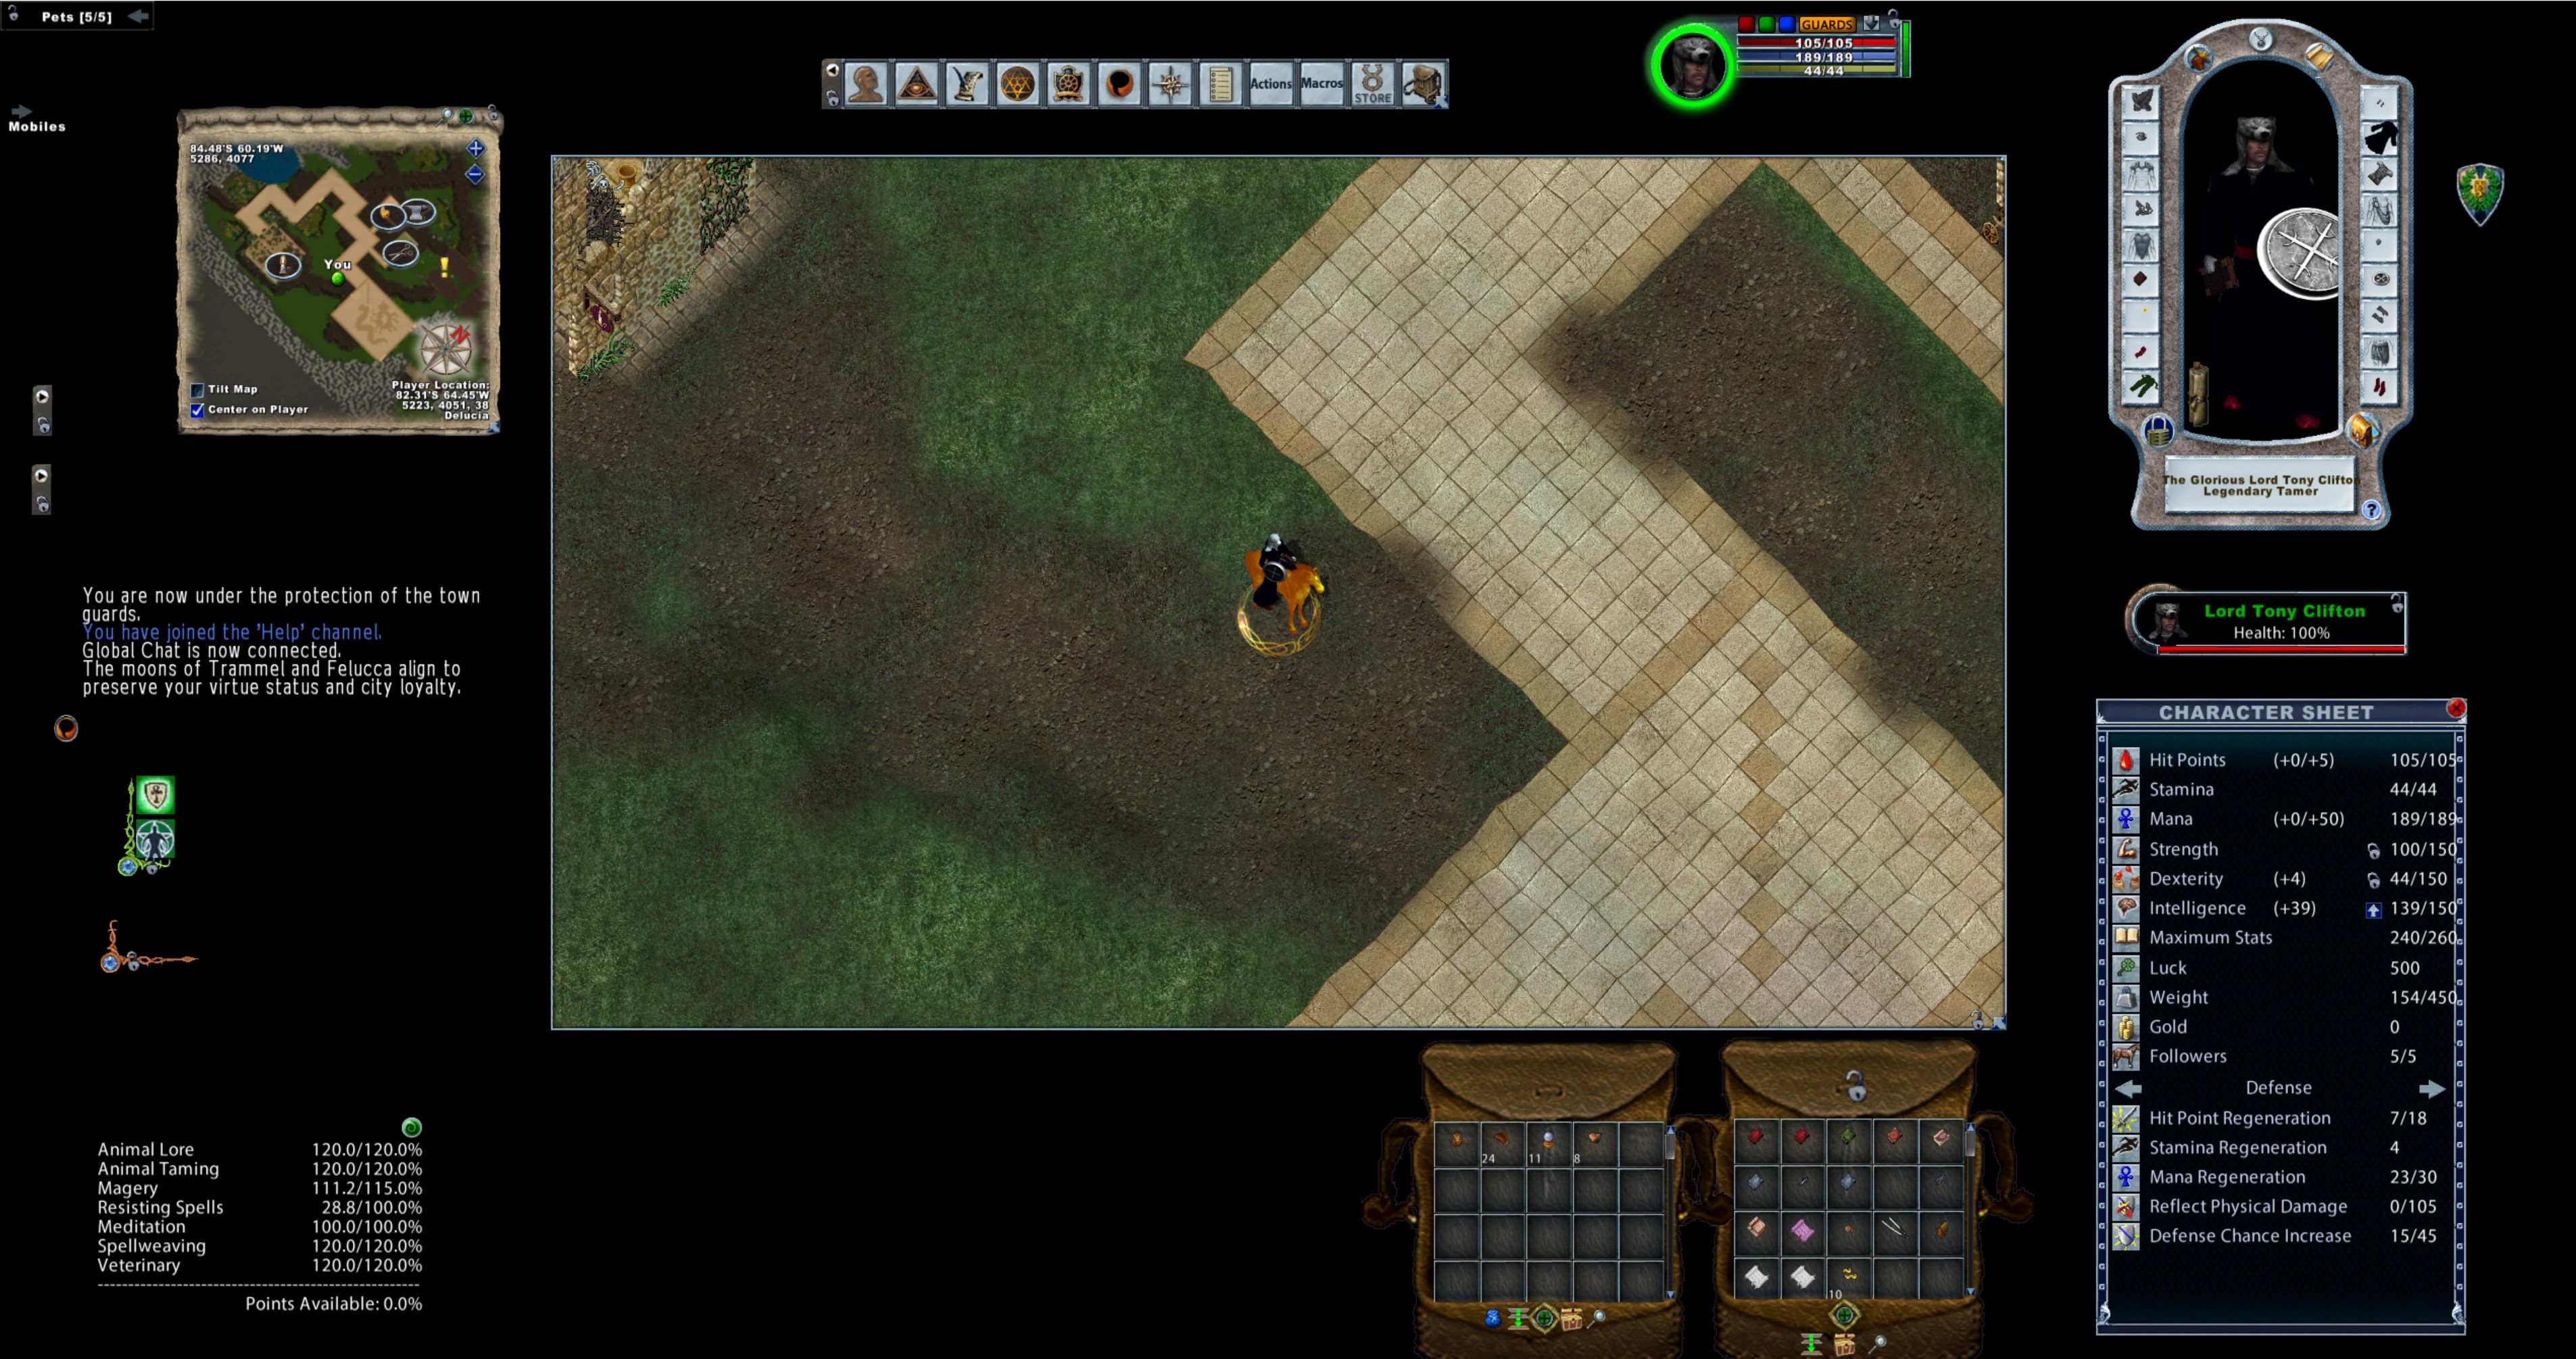 Pets [5/5]
GUARDS
105/105
189/189
44/44
Actions
Macros
STORE
Mobiles
84.48'S 60.19'W
5286, 4077
You
N
Tilt Map
Center on Player
Player Location:
82.31'S 64.45'W
5223, 4051, 38
Delucia
The Glorious Lord Tony Clifto
Legendary Tamer
?
You are now under the protection of the town
guards.
You have joined the 'Help' channel.
Global Chat is now connected.
The moons of Trammel and Felucca align to
preserve your virtue status and city loyalty.
Lord Tony Clifton
Health: 100%
CHARACTER SHEET
Hit Points (+0/+5) 105/105
Stamina 44/44
Mana (+0/+50) 189/189
Strength 100/150
Dexterity (+4) 44/150
Intelligence (+39) 139/150
Maximum Stats 240/260
Luck 500
Weight 154/450
Gold 0
Followers 5/5
Defense
Hit Point Regeneration 7/18
Stamina Regeneration 4
Mana Regeneration 23/30
Reflect Physical Damage 0/105
Defense Chance Increase 15/45
Animal Lore 120.0/120.0%
Animal Taming 120.0/120.0%
Magery 111.2/115.0%
Resisting Spells 28.8/100.0%
Meditation 100.0/100.0%
Spellweaving 120.0/120.0%
Veterinary 120.0/120.0%
Points Available: 0.0%
24 11 8
10